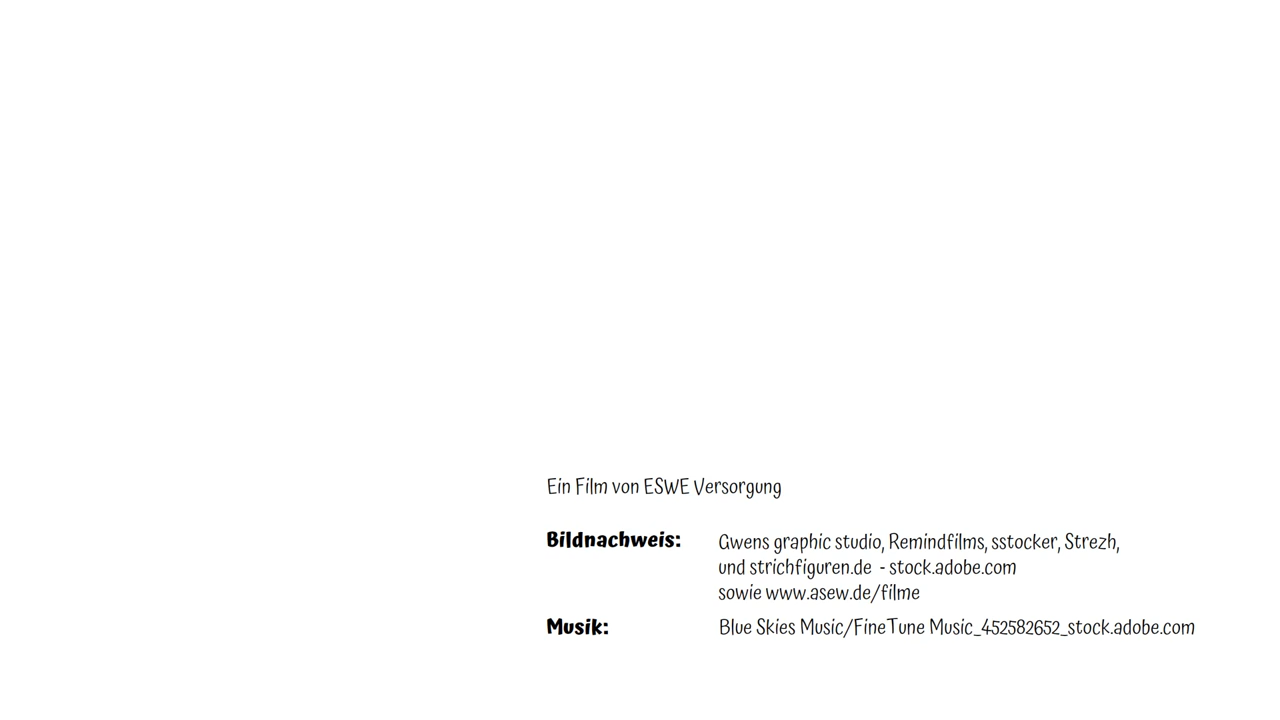 Ein Film von ESWE Versorgung
Bildnachweis: Gwens graphic studio, Remindfilms, sstocker, Strezh,
und strichfiguren.de - stock.adobe.com
sowie www.asew.de/filme
Musik: Blue Skies Music/FineTune Music_452582652_stock.adobe.com